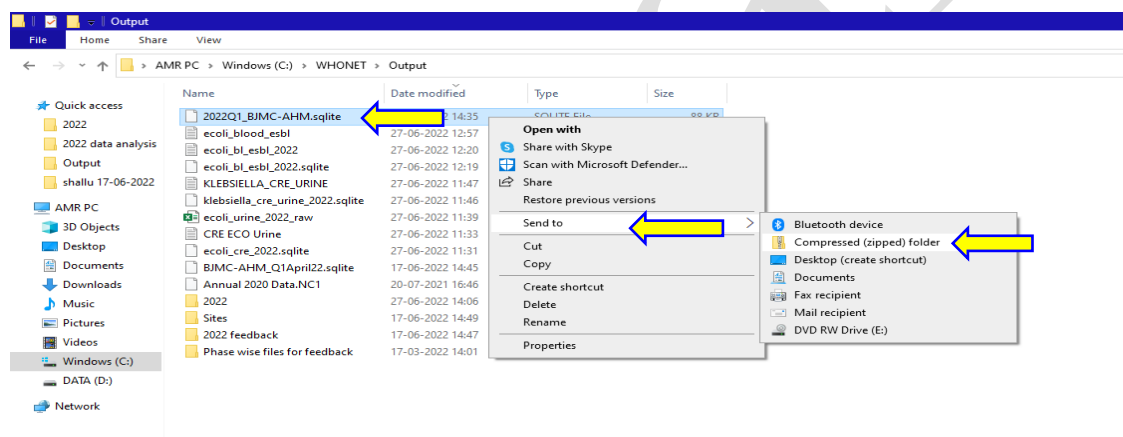 Output
File Home Share View
AMR PC > Windows (C:) > WHONET > Output
Name Date modified Type Size
Quick access
2022
2022 data analysis
Output
shallu 17-06-2022
AMR PC
3D Objects
Desktop
Documents
Downloads
Music
Pictures
Videos
Windows (C:)
DATA (D:)
Network
2022Q1_BJMC-AHM.sqlite 2 14:35 SQLITE File 88 KB
ecoli_blood_esbl 27-06-2022 12:57
ecoli_bl_esbl_2022 27-06-2022 12:20
ecoli_bl_esbl_2022.sqlite 27-06-2022 12:19
KLEBSIELLA_CRE_URINE 27-06-2022 11:47
klebsiella_cre_urine_2022.sqlite 27-06-2022 11:46
ecoli_urine_2022_raw 27-06-2022 11:39
CRE ECO Urine 27-06-2022 11:33
ecoli_cre_2022.sqlite 27-06-2022 11:31
BJMC-AHM_Q1April22.sqlite 17-06-2022 14:45
Annual 2020 Data.NC1 20-07-2021 16:46
2022 27-06-2022 14:06
Sites 17-06-2022 14:49
2022 feedback 17-06-2022 14:47
Phase wise files for feedback 17-03-2022 14:01
Open with
Share with Skype
Scan with Microsoft Defender...
Share
Restore previous versions
Send to
Cut
Copy
Create shortcut
Delete
Rename
Properties
Bluetooth device
Compressed (zipped) folder
Desktop (create shortcut)
Documents
Fax recipient
Mail recipient
DVD RW Drive (E:)